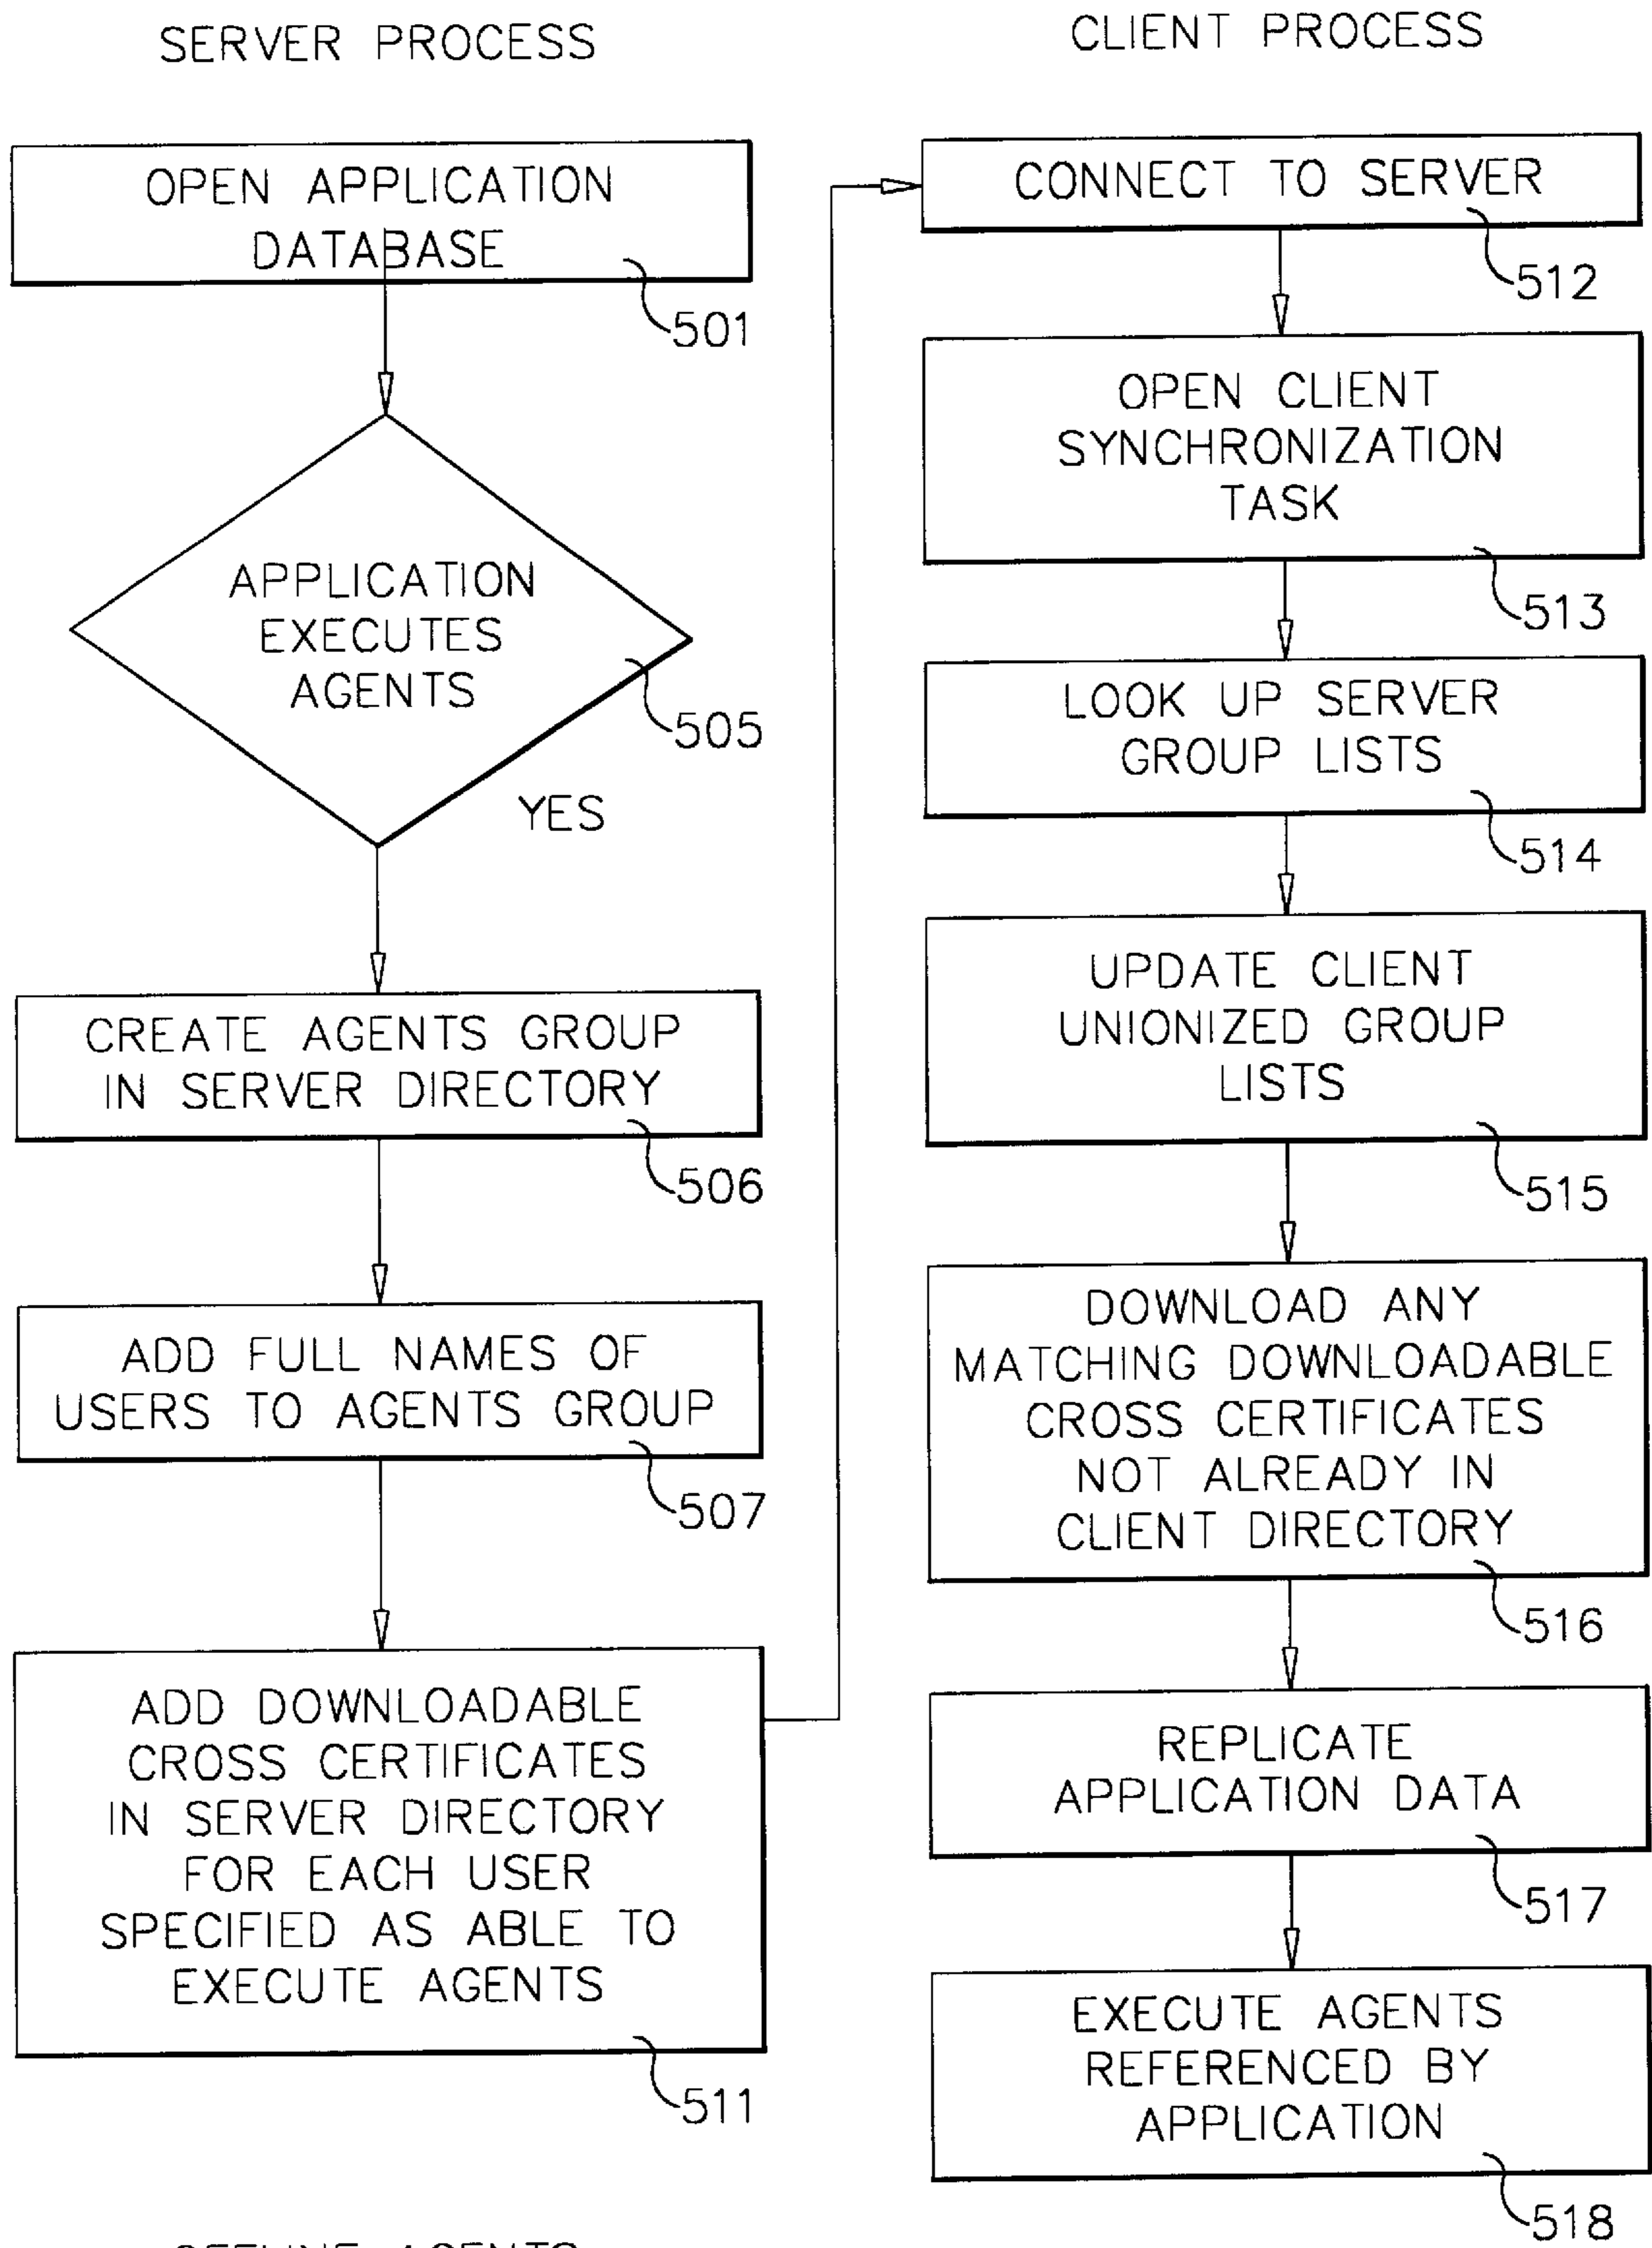 SERVER PROCESS
OPEN APPLICATION
DATABASE
501
APPLICATION
EXECUTES
AGENTS
505
YES
CREATE AGENTS GROUP
IN SERVER DIRECTORY
506
ADD FULL NAMES OF
USERS TO AGENTS GROUP
507
ADD DOWNLOADABLE
CROSS CERTIFICATES
IN SERVER DIRECTORY
FOR EACH USER
SPECIFIED AS ABLE TO
EXECUTE AGENTS
511
CLIENT PROCESS
CONNECT TO SERVER
512
OPEN CLIENT
SYNCHRONIZATION
TASK
513
LOOK UP SERVER
GROUP LISTS
514
UPDATE CLIENT
UNIONIZED GROUP
LISTS
515
DOWNLOAD ANY
MATCHING DOWNLOADABLE
CROSS CERTIFICATES
NOT ALREADY IN
CLIENT DIRECTORY
516
REPLICATE
APPLICATION DATA
517
EXECUTE AGENTS
REFERENCED BY
APPLICATION
518
OFFLINE AGENTS